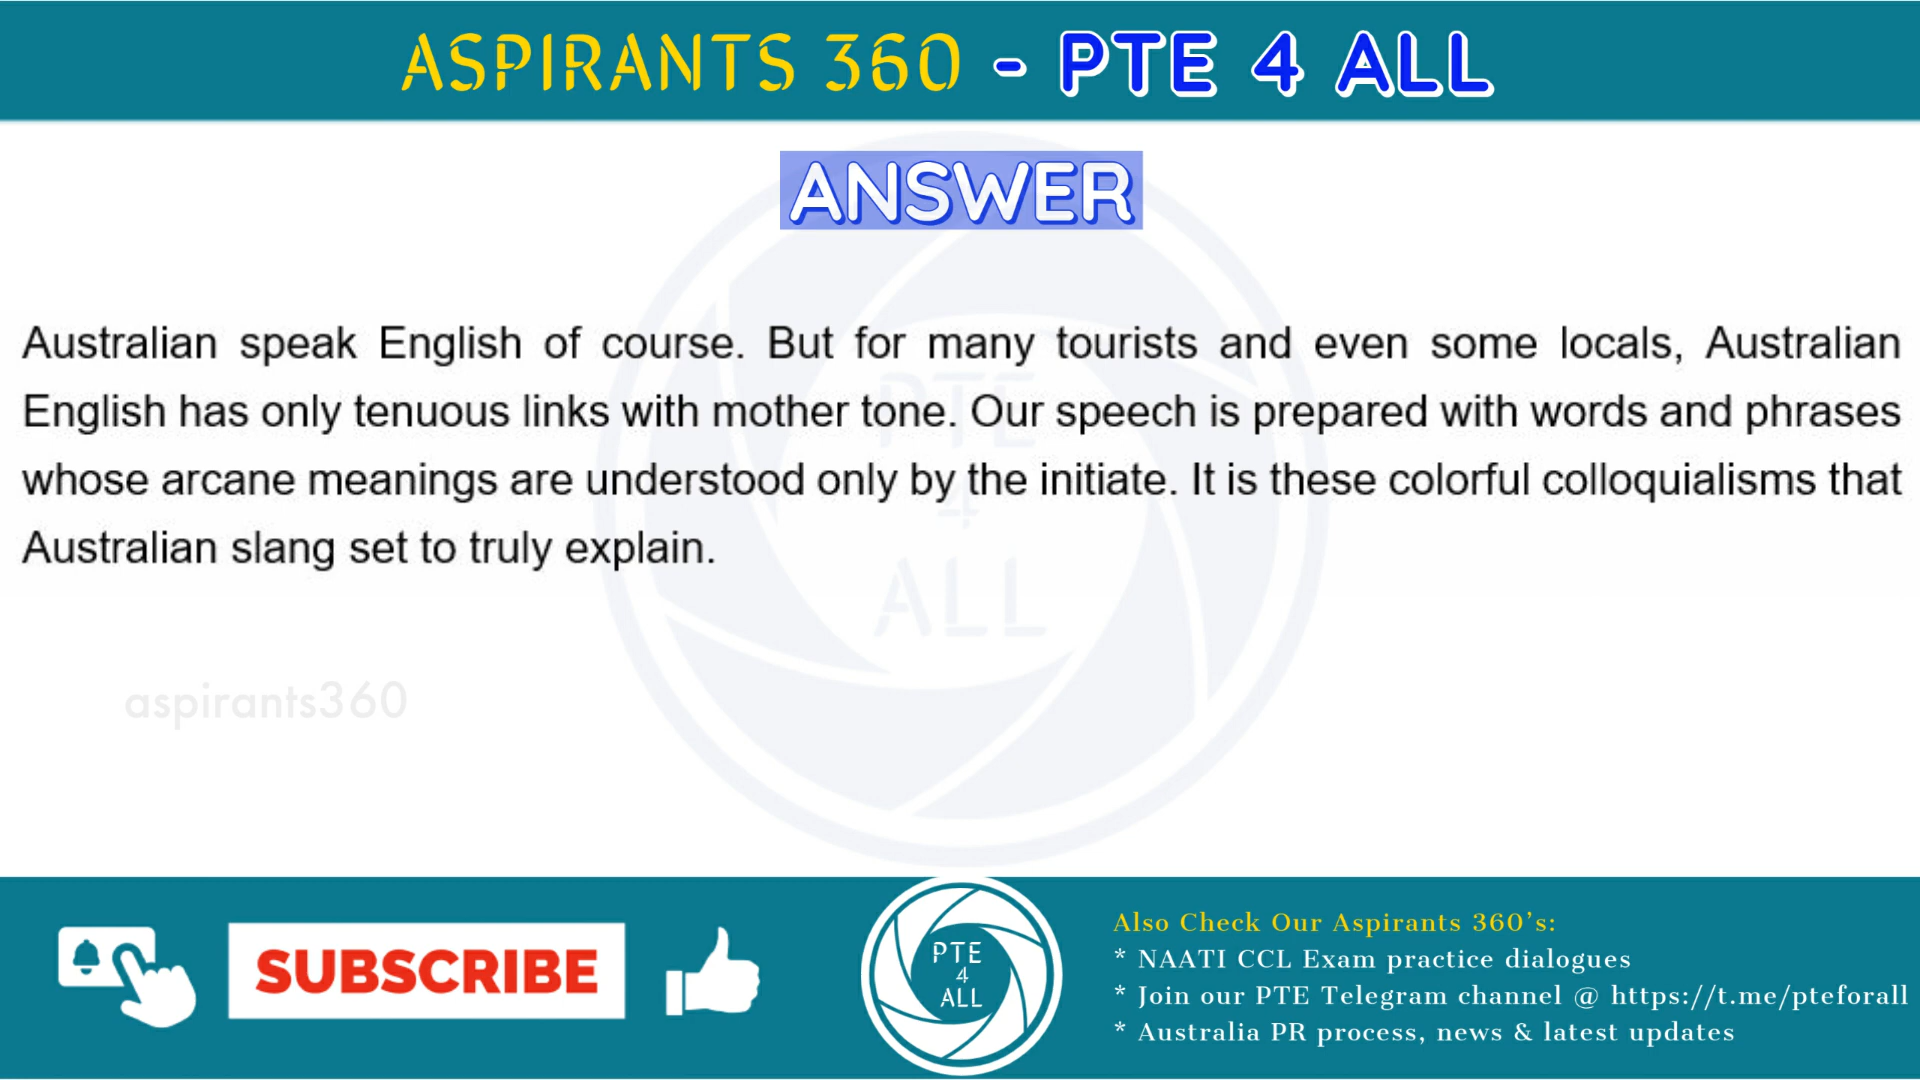 ASPIRANTS 360 - PTE 4 ALL
ANSWER
Australian speak English of course. But for many tourists and even some locals, Australian
English has only tenuous links with mother tone. Our speech is prepared with words and phrases
whose arcane meanings are understood only by the initiate. It is these colorful colloquialisms that
Australian slang set to truly explain.
PTE
4
ALL
aspirants360
SUBSCRIBE
PTE
4
ALL
Also Check Our Aspirants 360's:
* NAATI CCL Exam practice dialogues
* Join our PTE Telegram channel @ https://t.me/pteforall
* Australia PR process, news & latest updates